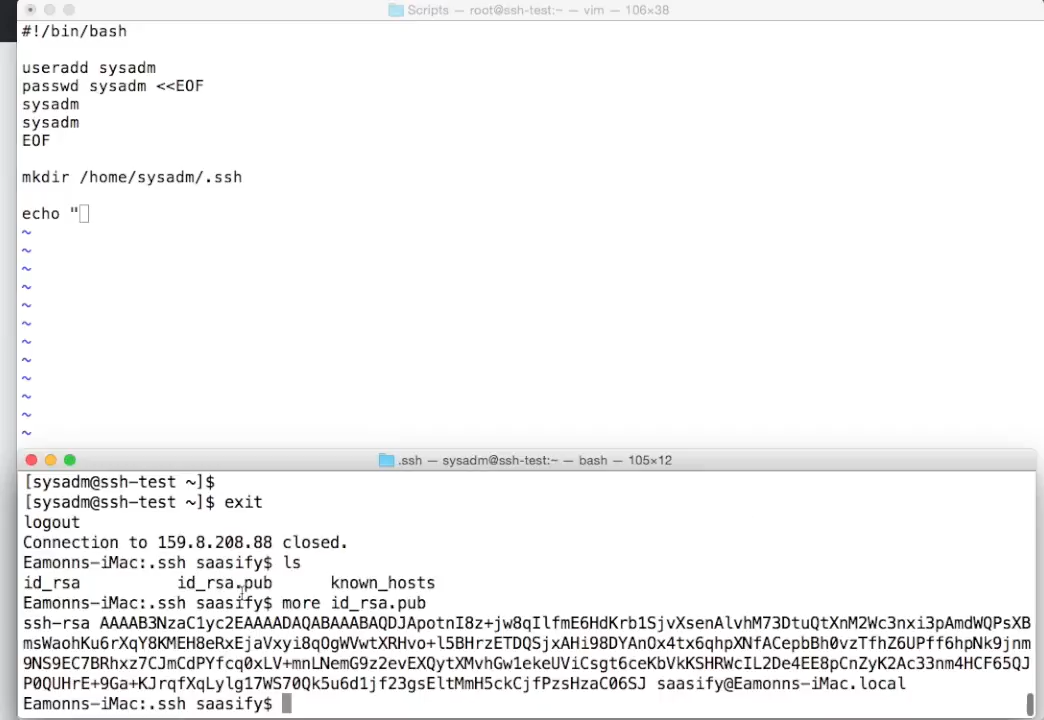 Scripts — root@ssh-test:~ — vim — 106×38
#!/bin/bash
useradd sysadm
passwd sysadm <<EOF
sysadm
sysadm
EOF
mkdir /home/sysadm/.ssh
echo "
~
~
~
~
~
~
~
~
~
~
~
~
.ssh — sysadm@ssh-test:~ — bash — 105×12
[sysadm@ssh-test ~]$
[sysadm@ssh-test ~]$ exit
logout
Connection to 159.8.208.88 closed.
Eamonns-iMac:.ssh saasify$ ls
id_rsa id_rsa.pub known_hosts
Eamonns-iMac:.ssh saasify$ more id_rsa.pub
ssh-rsa AAAAB3NzaC1yc2EAAAADAQABAAABAQDJApotnI8z+jw8qIlfmE6HdKrb1SjvXsenAlvhM73DtuQtXnM2Wc3nxi3pAmdWQPsXB
msWaohKu6rXqY8KMEH8eRxEjaVxyi8qOgWVwtXRHvo+l5BHrzETDQSjxAHi98DYAnOx4tx6qhpXNfACepbBh0vzTfhZ6UPff6hpNk9jnm
9NS9EC7BRhxz7CJmCdPYfcq0xLV+mnLNemG9z2evEXQytXMvhGw1ekeUViCsgt6ceKbVkKSHRWcIL2De4EE8pCnZyK2Ac33nm4HCF65QJ
P0QUHrE+9Ga+KJrqfXqLylg17WS70Qk5u6d1jf23gsEltMmH5ckCjfPzsHzaC06SJ saasify@Eamonns-iMac.local
Eamonns-iMac:.ssh saasify$